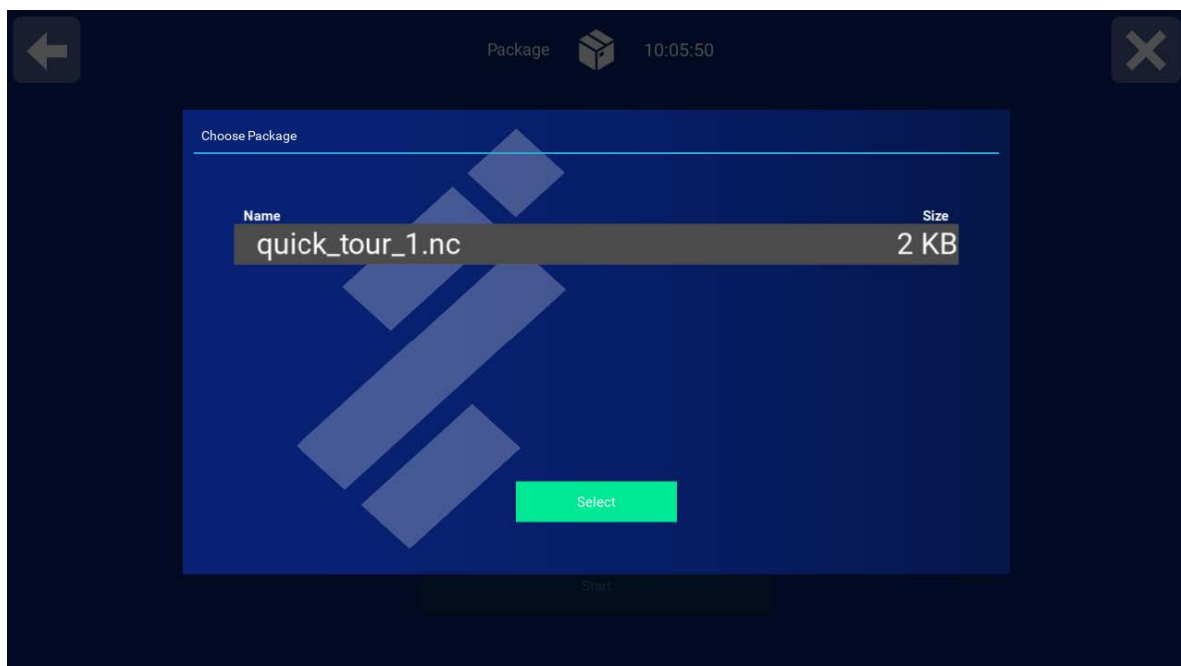 Package 10:05:50
Choose Package
Name Size
quick_tour_1.nc 2 KB
Select
Start